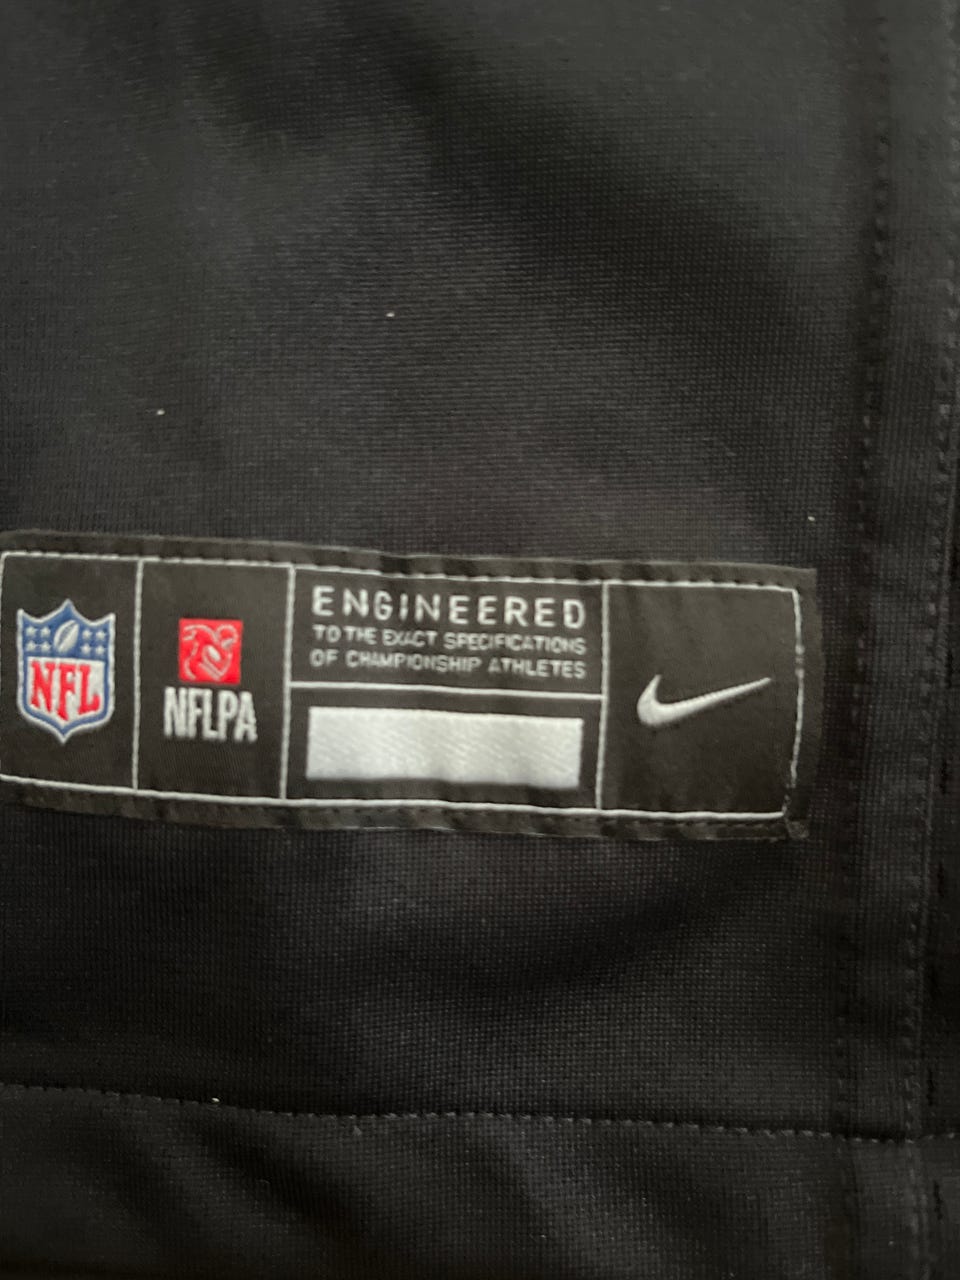 NFL
NFLPA
ENGINEERED
TO THE EXACT SPECIFICATIONS
OF CHAMPIONSHIP ATHLETES